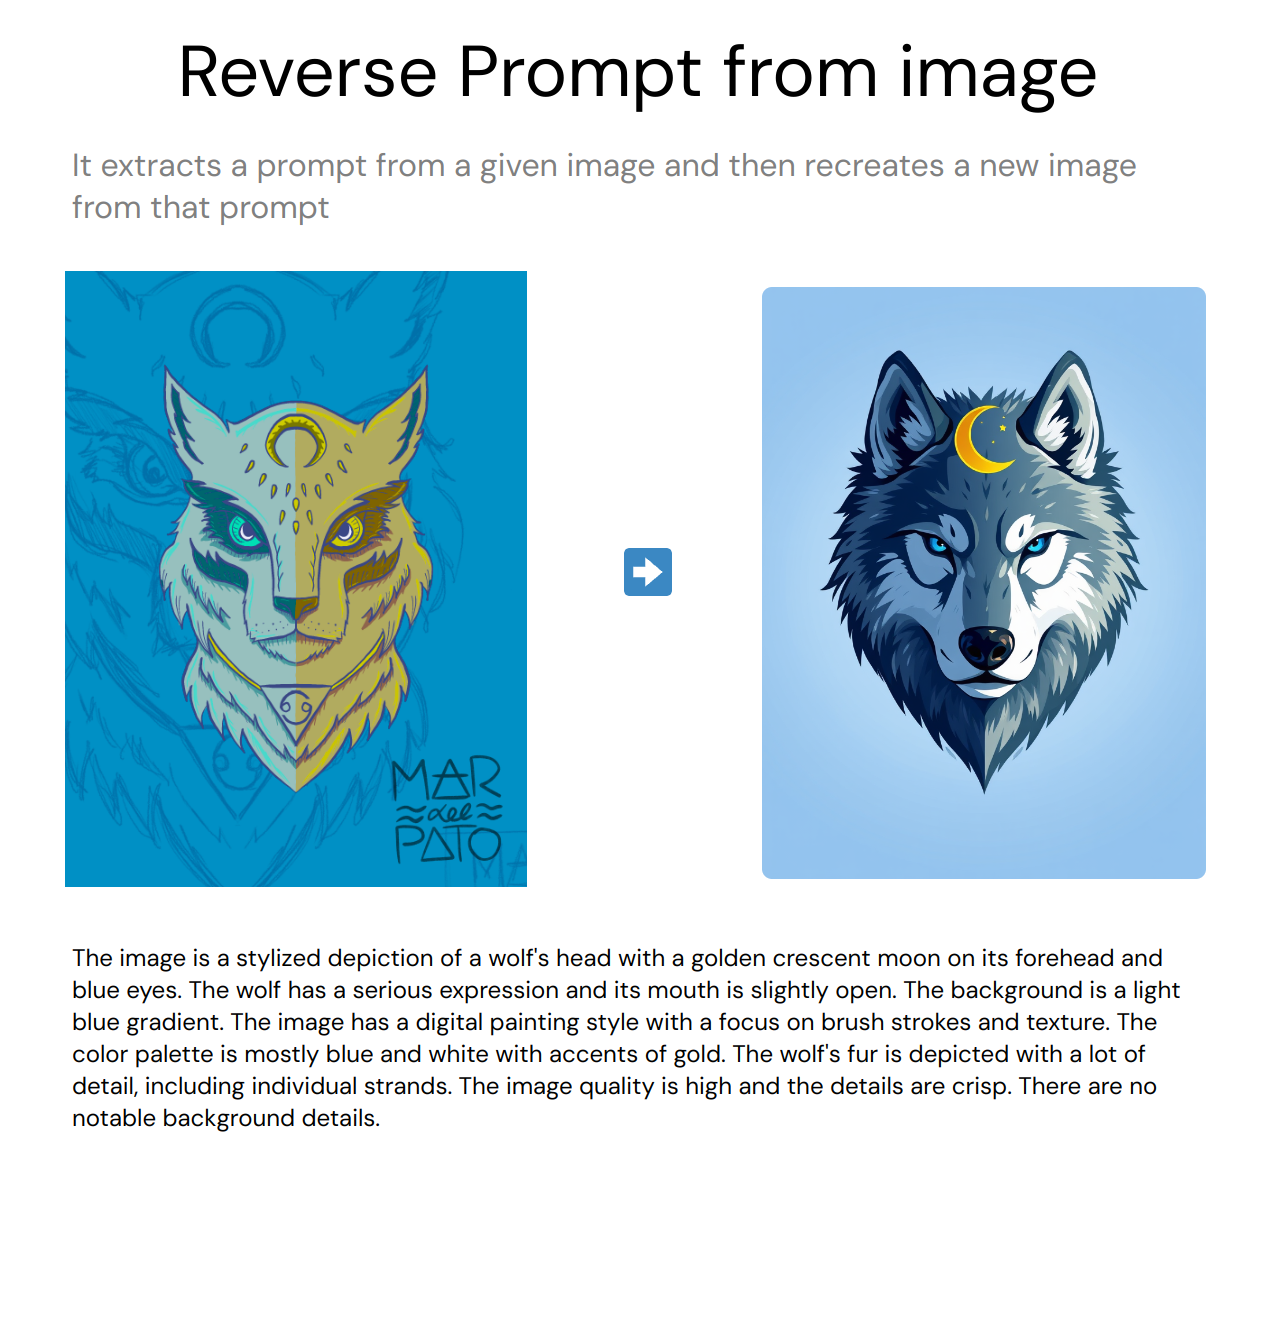 Reverse Prompt from image
It extracts a prompt from a given image and then recreates a new image
from that prompt
MAR
del
PATO
MA
The image is a stylized depiction of a wolf's head with a golden crescent moon on its forehead and
blue eyes. The wolf has a serious expression and its mouth is slightly open. The background is a light
blue gradient. The image has a digital painting style with a focus on brush strokes and texture. The
color palette is mostly blue and white with accents of gold. The wolf's fur is depicted with a lot of
detail, including individual strands. The image quality is high and the details are crisp. There are no
notable background details.